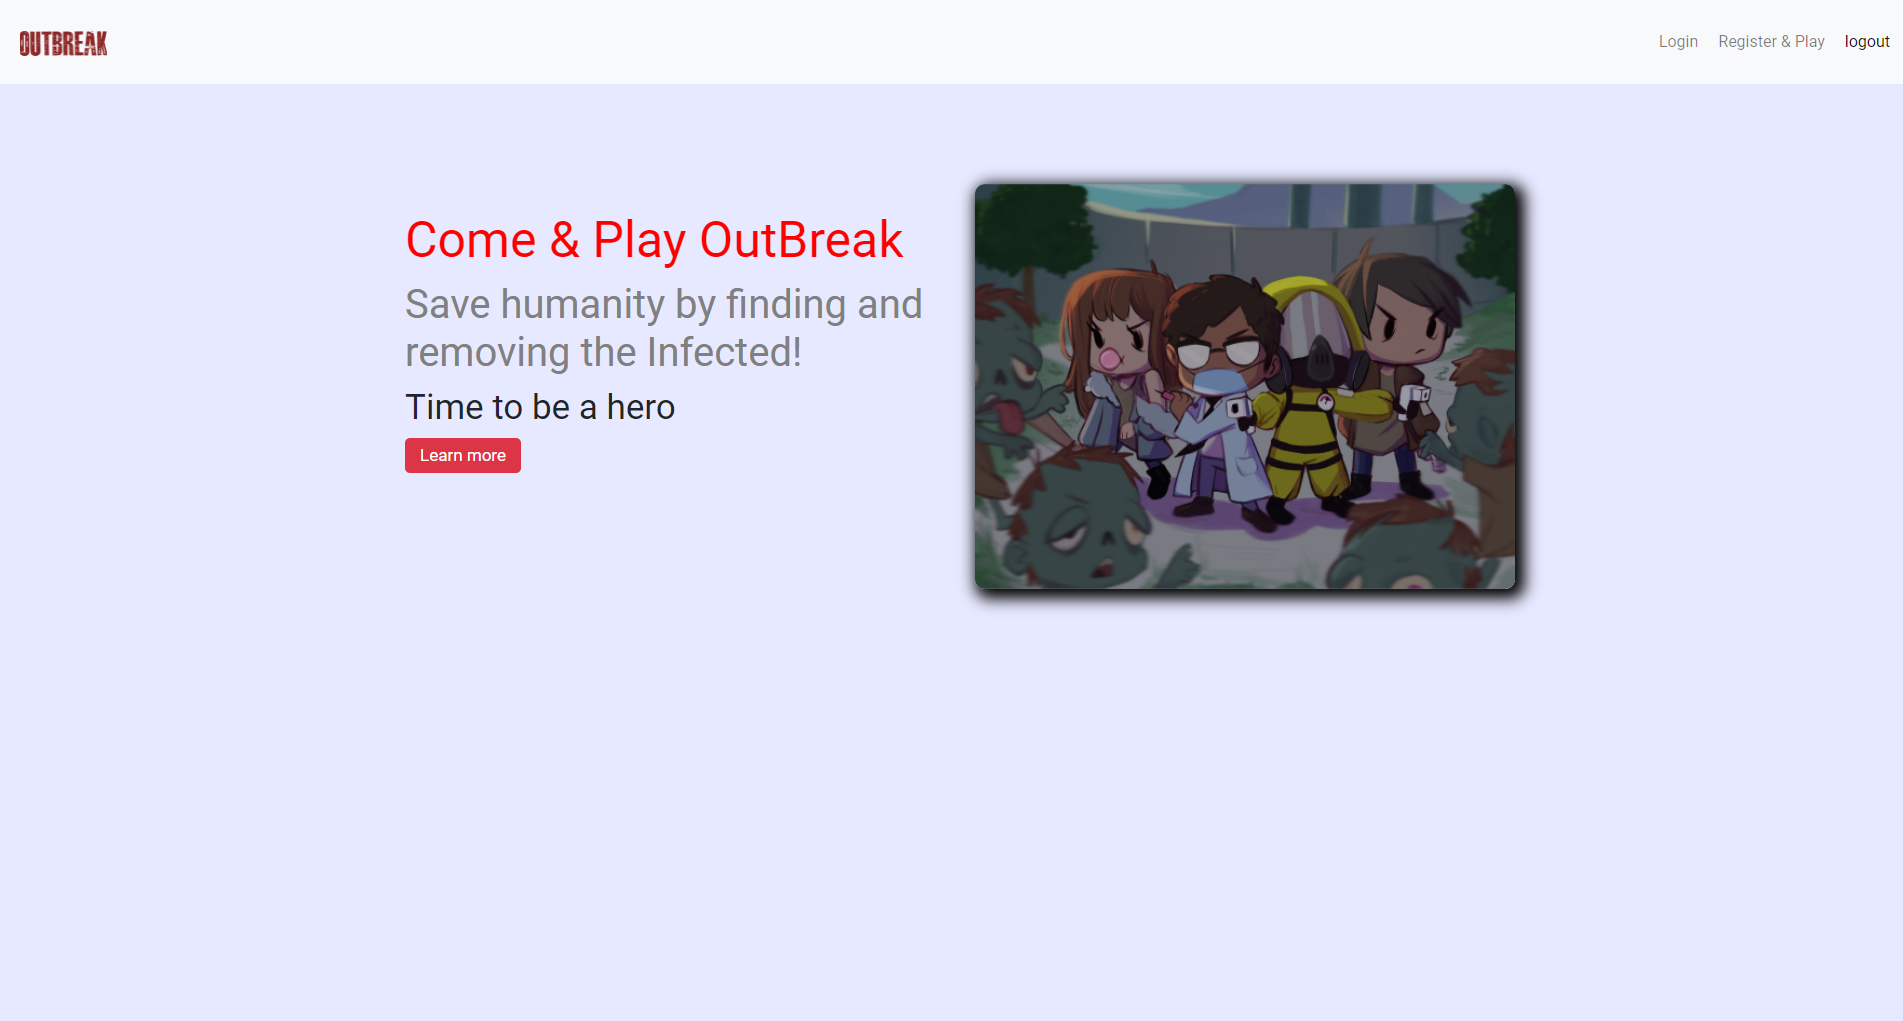 OUTBREAK
Login
Register & Play
logout
Come & Play OutBreak
Save humanity by finding and
removing the Infected!
Time to be a hero
Learn more